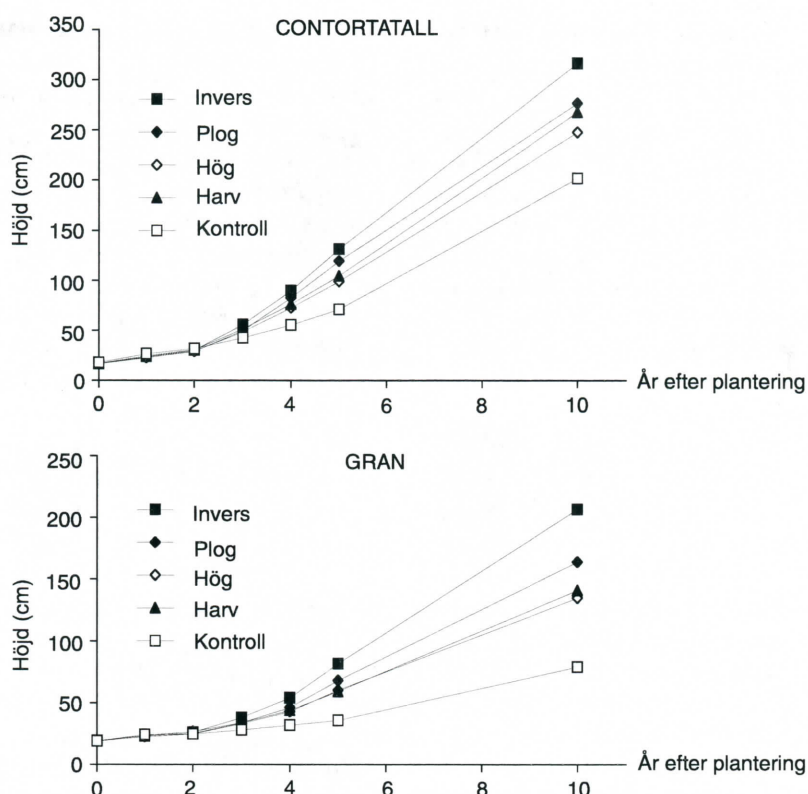 CONTORTATALL
350
300
250
200
150
100
50
0
Höjd (cm)
Invers
Plog
Hög
Harv
Kontroll
0 2 4 6 8 10
År efter plantering
GRAN
250
200
150
100
50
0
Höjd (cm)
Invers
Plog
Hög
Harv
Kontroll
0 2 4 6 8 10
År efter plantering